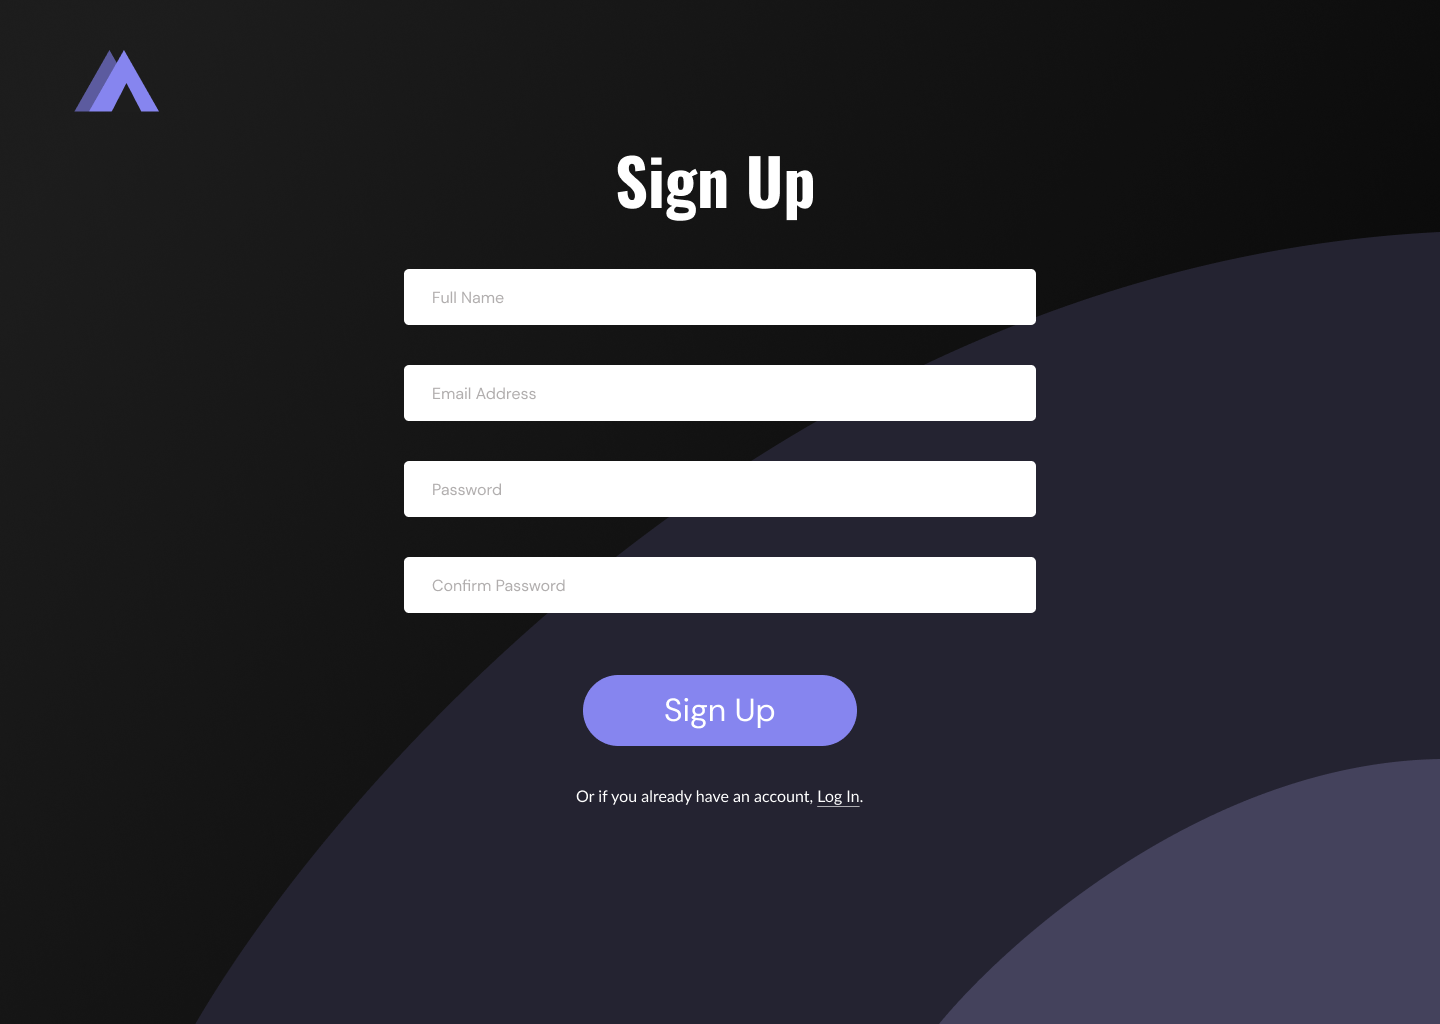 Sign Up
Full Name
Email Address
Password
Confirm Password
Sign Up
Or if you already have an account, Log In.